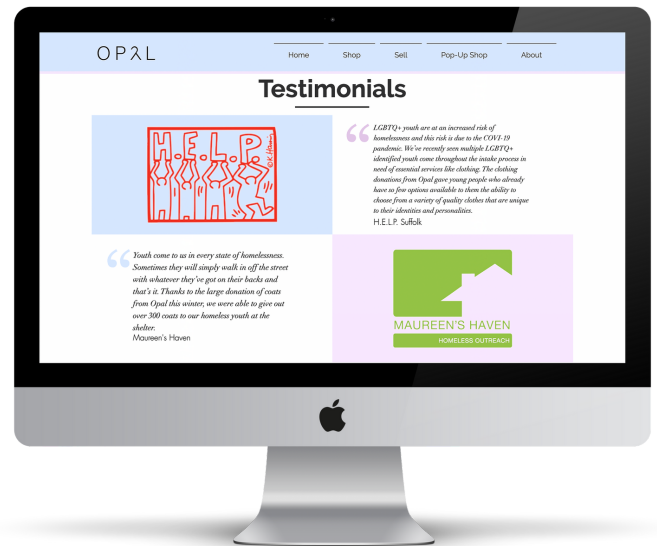 OPAL
Home Shop Sell Pop-Up Shop About
Testimonials
H.E.L.P.
©K.Haring
“ LGBTQ+ youth are at an increased risk of
homelessness and this risk is due to the COVI-19
pandemic. We've recently seen multiple LGBTQ+
identified youth come throughout the intake process in
need of essential services like clothing. The clothing
donations from Opal gave young people who already
have so few options available to them the ability to
choose from a variety of quality clothes that are unique
to their identities and personalities.
H.E.L.P. Suffolk
“ Youth come to us in every state of homelessness.
Sometimes they will simply walk in off the street
with whatever they've got on their backs and
that's it. Thanks to the large donation of coats
from Opal this winter, we were able to give out
over 300 coats to our homeless youth at the
shelter.
Maureen's Haven
MAUREEN'S HAVEN
HOMELESS OUTREACH